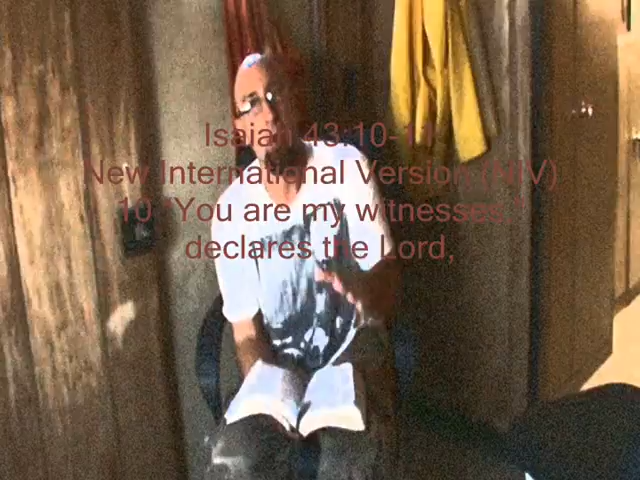 Isaiah 43:10-11
New International Version (NIV)
10 “You are my witnesses,”
declares the Lord,